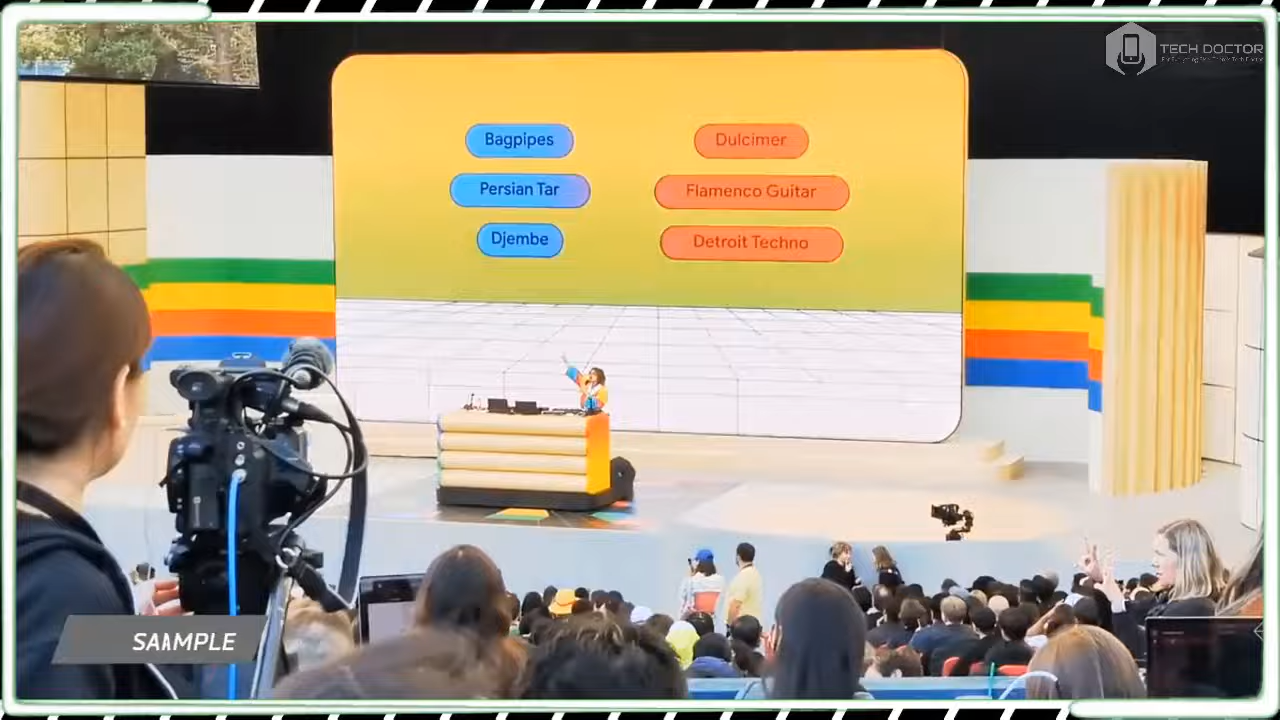 TECH DOCTOR
Bagpipes
Dulcimer
Persian Tar
Flamenco Guitar
Djembe
Detroit Techno
SAMPLE